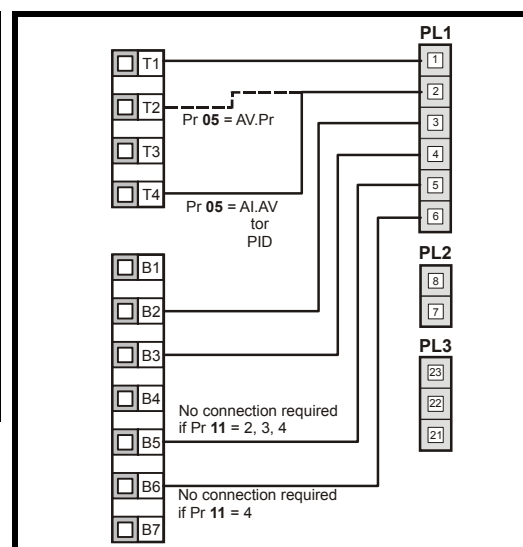 PL1
T1
1
T2
2
Pr 05 = AV.Pr
3
T3
4
T4
5
Pr 05 = AI.AV
tor
PID
6
PL2
B1
8
B2
7
B3
PL3
23
B4
22
No connection required
if Pr 11 = 2, 3, 4
B5
21
B6
No connection required
if Pr 11 = 4
B7